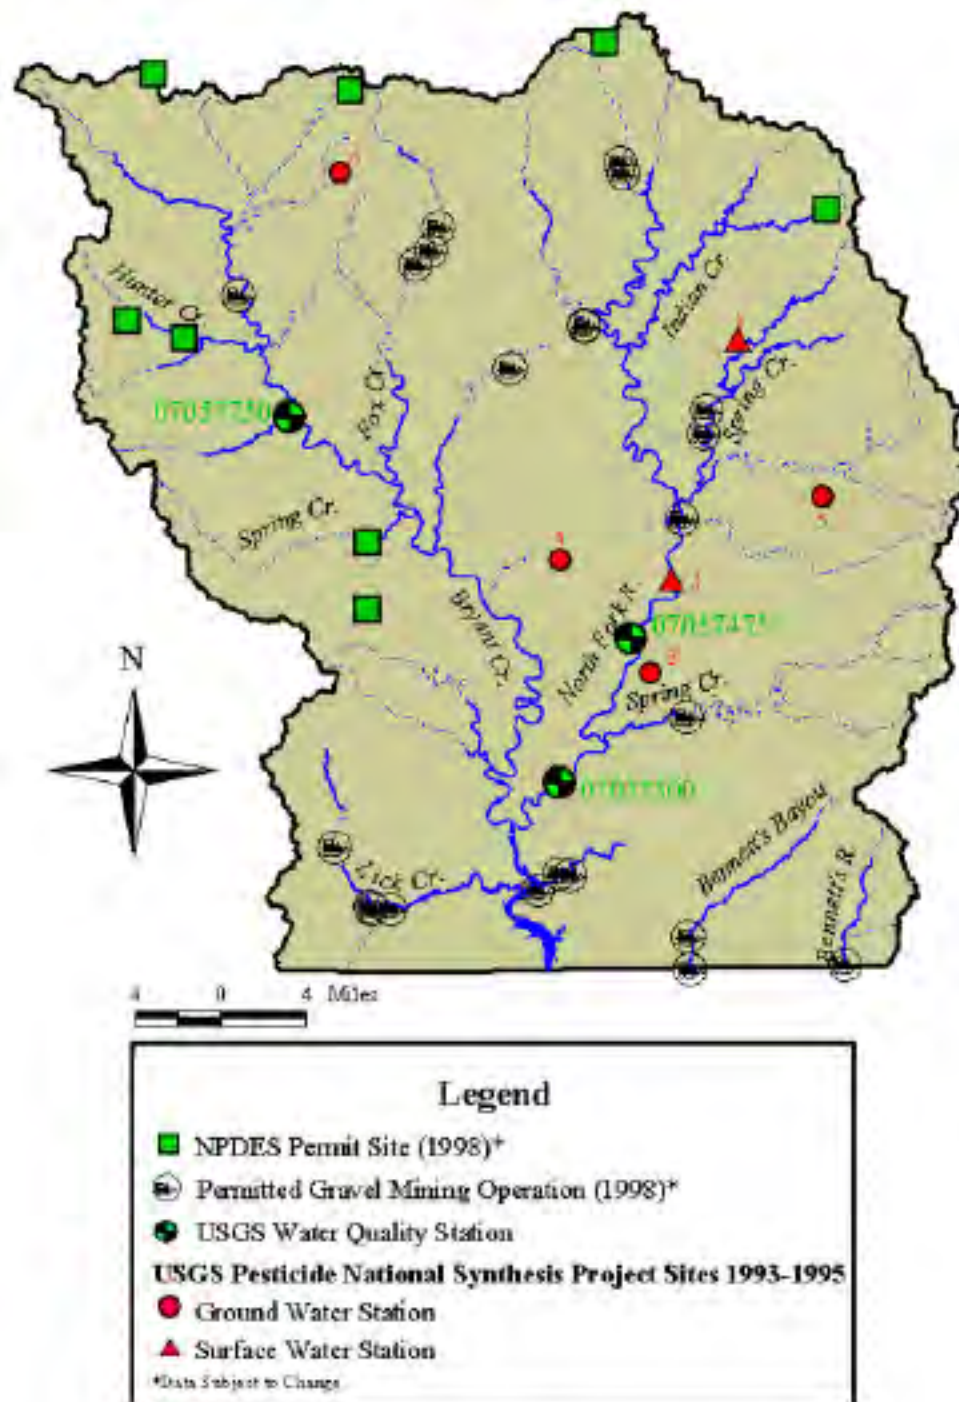 Hunter Cr.
Indian Cr.
Fox Cr.
Spring Cr.
Spring Cr.
Bryant Cr.
North Fork R.
Spring Cr.
N
Lick Cr.
Bennett's Bayou
Bennett's R.
4 0 4 Miles
Legend
NPDES Permit Site (1998)*
Permitted Gravel Mining Operation (1998)*
USGS Water Quality Station
USGS Pesticide National Synthesis Project Sites 1993-1995
Ground Water Station
Surface Water Station
*Data Subject to Change